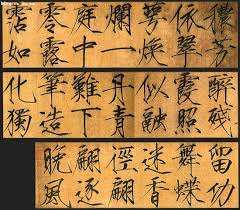 穠芳
依翠
萼煥
爛一
庭中
零露
霑如
醉殘
霞照
似融
丹青
難下
筆造
化獨
留功
舞蝶
迷香
徑翩
翩逐
晚風